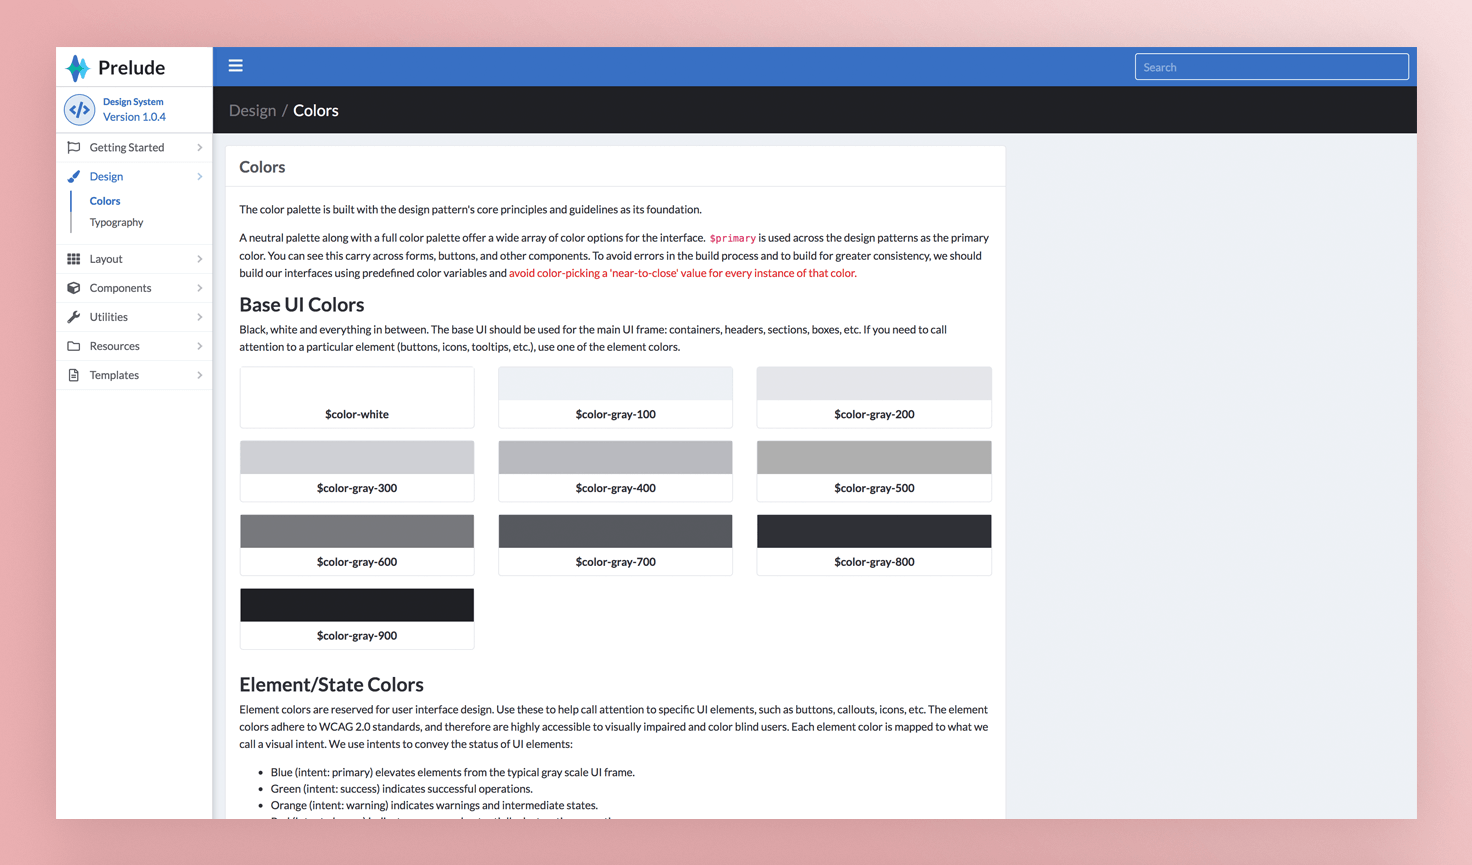 Prelude
Search
Design System
Version 1.0.4
Design / Colors
Getting Started
Design
Colors
Typography
Layout
Components
Utilities
Resources
Templates
Colors
The color palette is built with the design pattern's core principles and guidelines as its foundation.
A neutral palette along with a full color palette offer a wide array of color options for the interface. $primary is used across the design patterns as the primary
color. You can see this carry across forms, buttons, and other components. To avoid errors in the build process and to build for greater consistency, we should
build our interfaces using predefined color variables and avoid color-picking a 'near-to-close' value for every instance of that color.
Base UI Colors
Black, white and everything in between. The base UI should be used for the main UI frame: containers, headers, sections, boxes, etc. If you need to call
attention to a particular element (buttons, icons, tooltips, etc.), use one of the element colors.
$color-white
$color-gray-100
$color-gray-200
$color-gray-300
$color-gray-400
$color-gray-500
$color-gray-600
$color-gray-700
$color-gray-800
$color-gray-900
Element/State Colors
Element colors are reserved for user interface design. Use these to help call attention to specific UI elements, such as buttons, callouts, icons, etc. The element
colors adhere to WCAG 2.0 standards, and therefore are highly accessible to visually impaired and color blind users. Each element color is mapped to what we
call a visual intent. We use intents to convey the status of UI elements:
• Blue (intent: primary) elevates elements from the typical gray scale UI frame.
• Green (intent: success) indicates successful operations.
• Orange (intent: warning) indicates warnings and intermediate states.